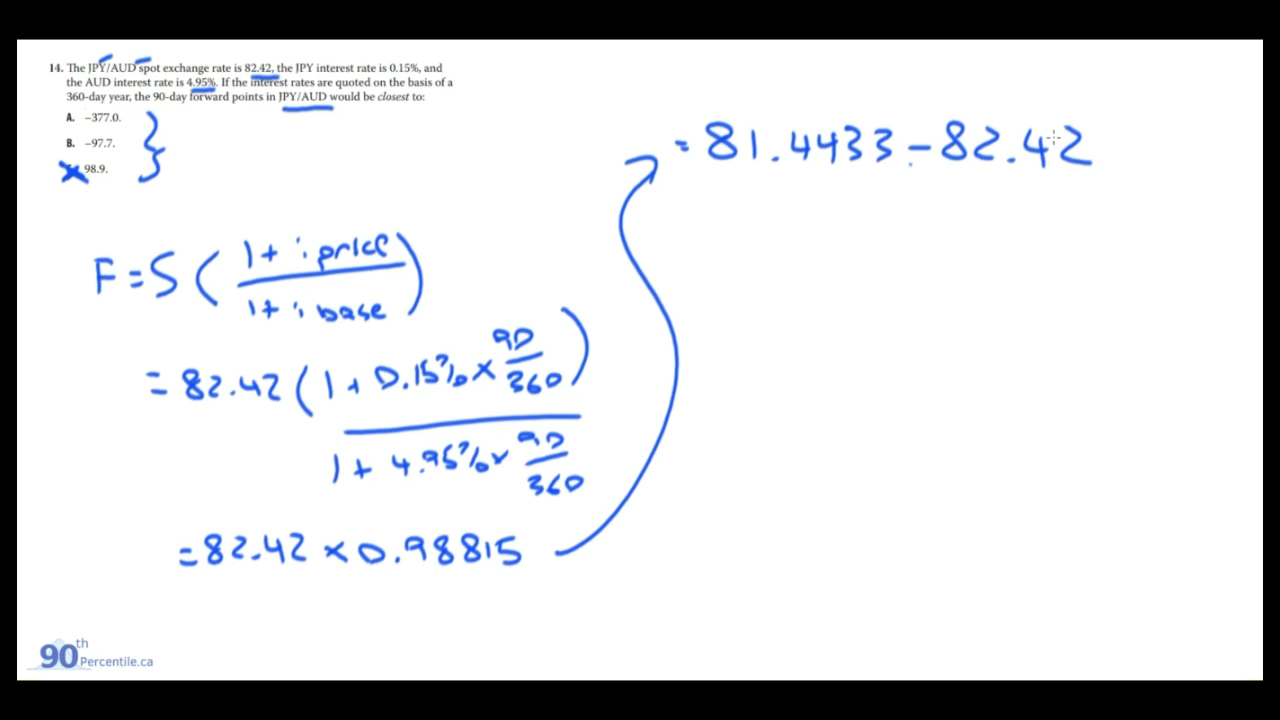 14. The JPY/AUD spot exchange rate is 82.42, the JPY interest rate is 0.15%, and
the AUD interest rate is 4.95%. If the interest rates are quoted on the basis of a
360-day year, the 90-day forward points in JPY/AUD would be closest to:
A. −377.0.
B. −97.7.
98.9.
= 81.4433 - 82.42
F = S ( 1 + i price
1 + i base )
= 82.42 ( 1 + 0.15% × 90
360 )
1 + 4.95% × 90
360
= 82.42 × 0.98815
90th
Percentile.ca